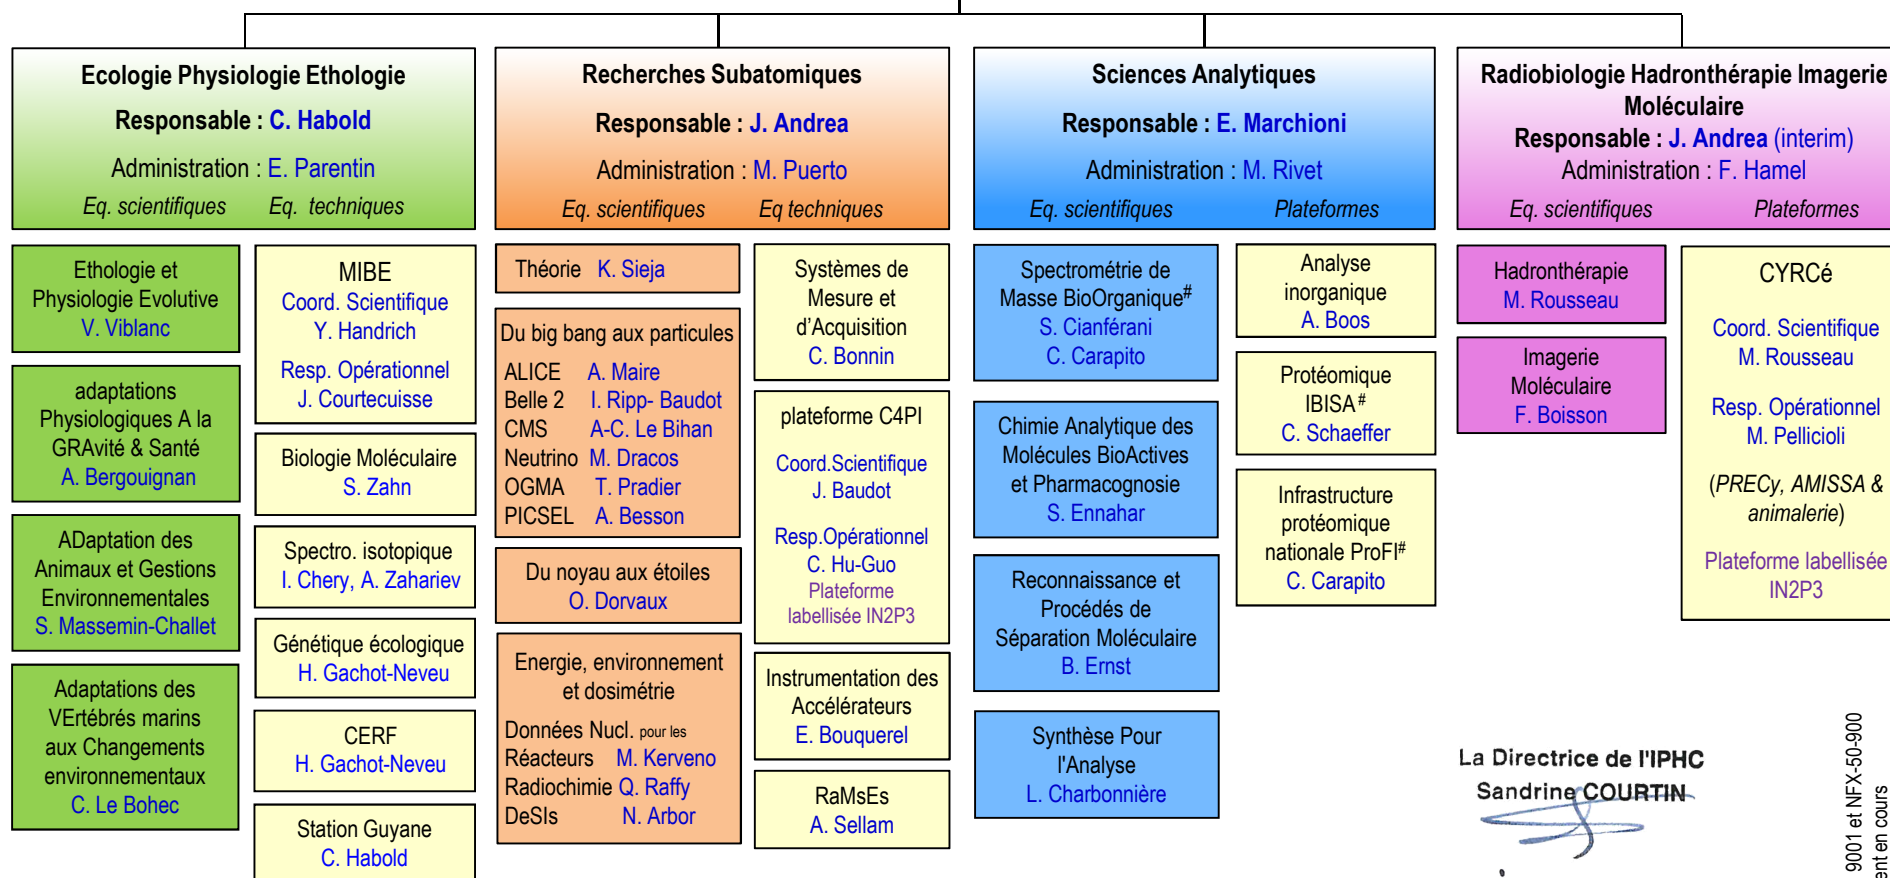 Ecologie Physiologie Ethologie
Responsable : C. Habold
Administration : E. Parentin
Eq. scientifiques Eq. techniques
Ethologie et
Physiologie Evolutive
V. Viblanc
adaptations
Physiologiques A la
GRAvité & Santé
A. Bergouignan
ADaptation des
Animaux et Gestions
Environnementales
S. Massemin-Challet
Adaptations des
VErtébrés marins
aux Changements
environnementaux
C. Le Bohec
MIBE
Coord. Scientifique
Y. Handrich
Resp. Opérationnel
J. Courtecuisse
Biologie Moléculaire
S. Zahn
Spectro. isotopique
I. Chery, A. Zahariev
Génétique écologique
H. Gachot-Neveu
CERF
H. Gachot-Neveu
Station Guyane
C. Habold
Recherches Subatomiques
Responsable : J. Andrea
Administration : M. Puerto
Eq. scientifiques Eq techniques
Théorie K. Sieja
Du big bang aux particules
ALICE A. Maire
Belle 2 I. Ripp- Baudot
CMS A-C. Le Bihan
Neutrino M. Dracos
OGMA T. Pradier
PICSEL A. Besson
Du noyau aux étoiles
O. Dorvaux
Energie, environnement
et dosimétrie
Données Nucl. pour les
Réacteurs M. Kerveno
Radiochimie Q. Raffy
DeSIs N. Arbor
Systèmes de
Mesure et
d'Acquisition
C. Bonnin
plateforme C4PI
Coord.Scientifique
J. Baudot
Resp.Opérationnel
C. Hu-Guo
Plateforme
labellisée IN2P3
Instrumentation des
Accélérateurs
E. Bouquerel
RaMsEs
A. Sellam
Sciences Analytiques
Responsable : E. Marchioni
Administration : M. Rivet
Eq. scientifiques Plateformes
Spectrométrie de
Masse BioOrganique#
S. Cianférani
C. Carapito
Chimie Analytique des
Molécules BioActives
et Pharmacognosie
S. Ennahar
Reconnaissance et
Procédés de
Séparation Moléculaire
B. Ernst
Synthèse Pour
l'Analyse
L. Charbonnière
Analyse
inorganique
A. Boos
Protéomique
IBISA#
C. Schaeffer
Infrastructure
protéomique
nationale ProFI#
C. Carapito
Radiobiologie Hadronthérapie Imagerie
Moléculaire
Responsable : J. Andrea (interim)
Administration : F. Hamel
Eq. scientifiques Plateformes
Hadronthérapie
M. Rousseau
Imagerie
Moléculaire
F. Boisson
CYRCé
Coord. Scientifique
M. Rousseau
Resp. Opérationnel
M. Pellicioli
(PRECy, AMISSA &
animalerie)
Plateforme labellisée
IN2P3
La Directrice de l'IPHC
Sandrine COURTIN
9001 et NFX-50-900
ent en cours